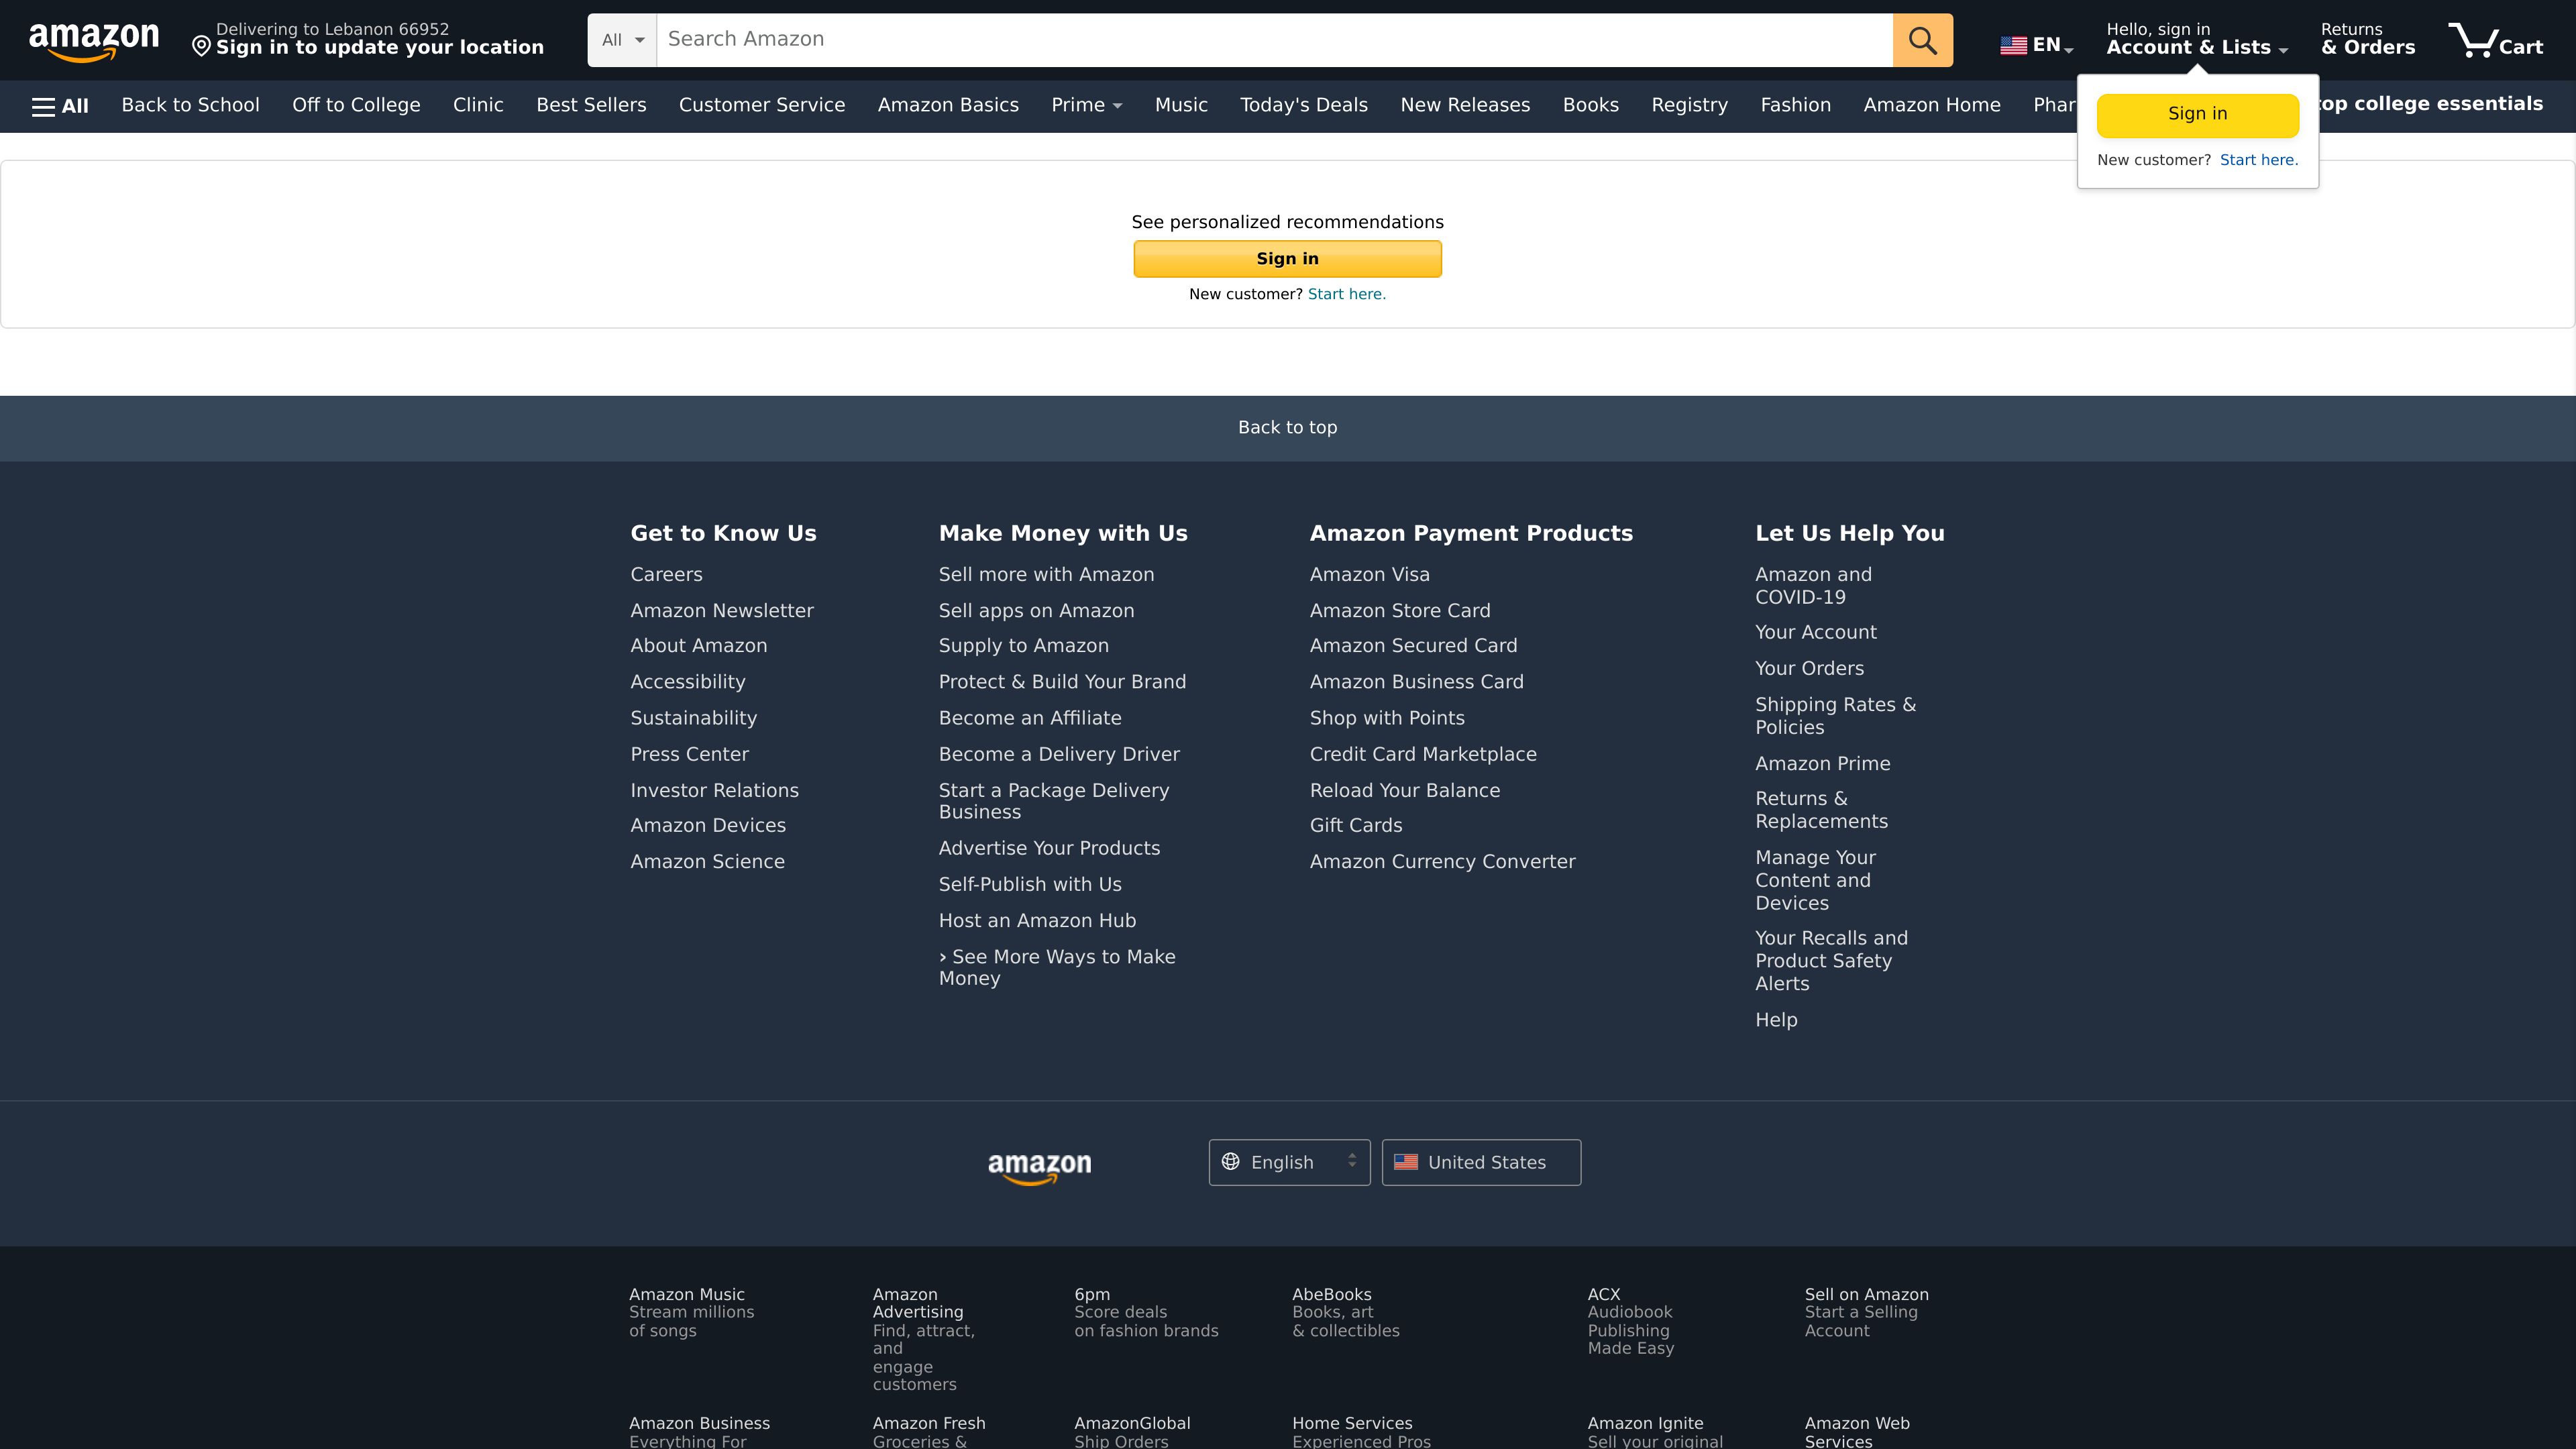 amazon
Delivering to Lebanon 66952
Sign in to update your location
All
Search Amazon
EN
Hello, sign in
Account & Lists
Returns
& Orders
Cart
All
Back to School
Off to College
Clinic
Best Sellers
Customer Service
Amazon Basics
Prime
Music
Today's Deals
New Releases
Books
Registry
Fashion
Amazon Home
Phar
top college essentials
Sign in
New customer? Start here.
See personalized recommendations
Sign in
New customer? Start here.
Back to top
Get to Know Us
Careers
Amazon Newsletter
About Amazon
Accessibility
Sustainability
Press Center
Investor Relations
Amazon Devices
Amazon Science
Make Money with Us
Sell more with Amazon
Sell apps on Amazon
Supply to Amazon
Protect & Build Your Brand
Become an Affiliate
Become a Delivery Driver
Start a Package Delivery
Business
Advertise Your Products
Self-Publish with Us
Host an Amazon Hub
› See More Ways to Make
Money
Amazon Payment Products
Amazon Visa
Amazon Store Card
Amazon Secured Card
Amazon Business Card
Shop with Points
Credit Card Marketplace
Reload Your Balance
Gift Cards
Amazon Currency Converter
Let Us Help You
Amazon and
COVID-19
Your Account
Your Orders
Shipping Rates &
Policies
Amazon Prime
Returns &
Replacements
Manage Your
Content and
Devices
Your Recalls and
Product Safety
Alerts
Help
amazon
English
United States
Amazon Music
Stream millions
of songs
Amazon
Advertising
Find, attract,
and
engage
customers
6pm
Score deals
on fashion brands
AbeBooks
Books, art
& collectibles
ACX
Audiobook
Publishing
Made Easy
Sell on Amazon
Start a Selling
Account
Amazon Business
Everything For
Amazon Fresh
Groceries &
AmazonGlobal
Ship Orders
Home Services
Experienced Pros
Amazon Ignite
Sell your original
Amazon Web
Services